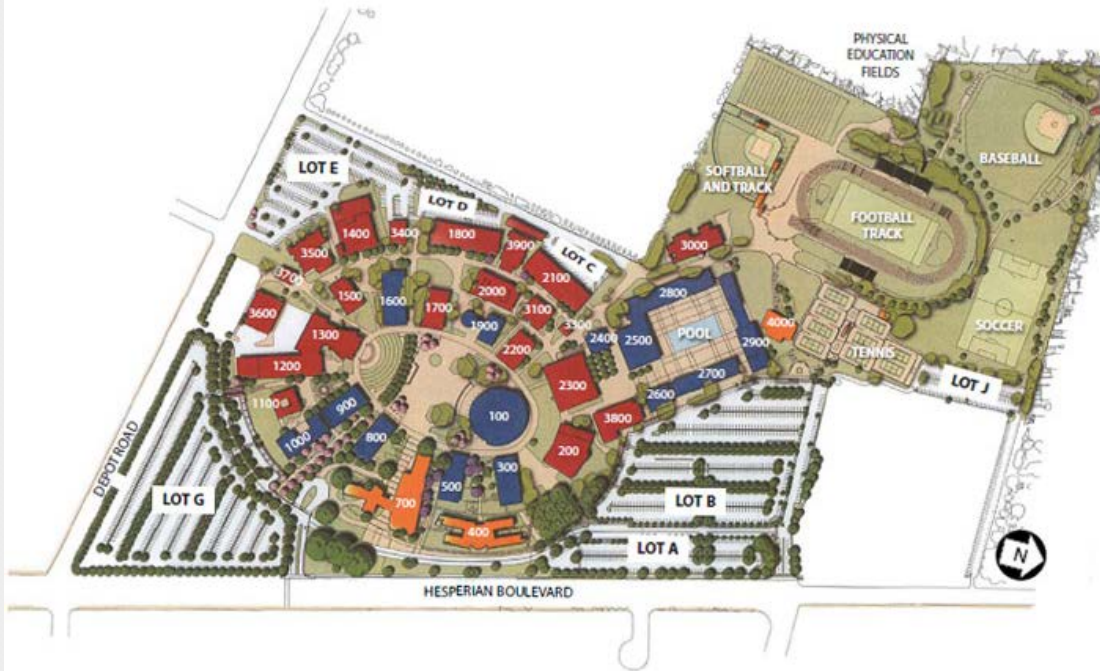 PHYSICAL
EDUCATION
FIELDS
BASEBALL
LOT E
SOFTBALL
AND TRACK
LOT D
FOOTBALL
TRACK
1400
3400
1800
3900
3000
3500
LOT C
2100
3700
1500
1600
1700
2000
2800
3600
3100
1900
3300
4000
SOCCER
1300
2400
2500
POOL
2900
TENNIS
2200
1200
2300
2700
LOT J
1100
900
2600
100
3800
1000
800
200
DEPOT ROAD
300
500
LOT G
700
LOT B
400
LOT A
N
HESPERIAN BOULEVARD